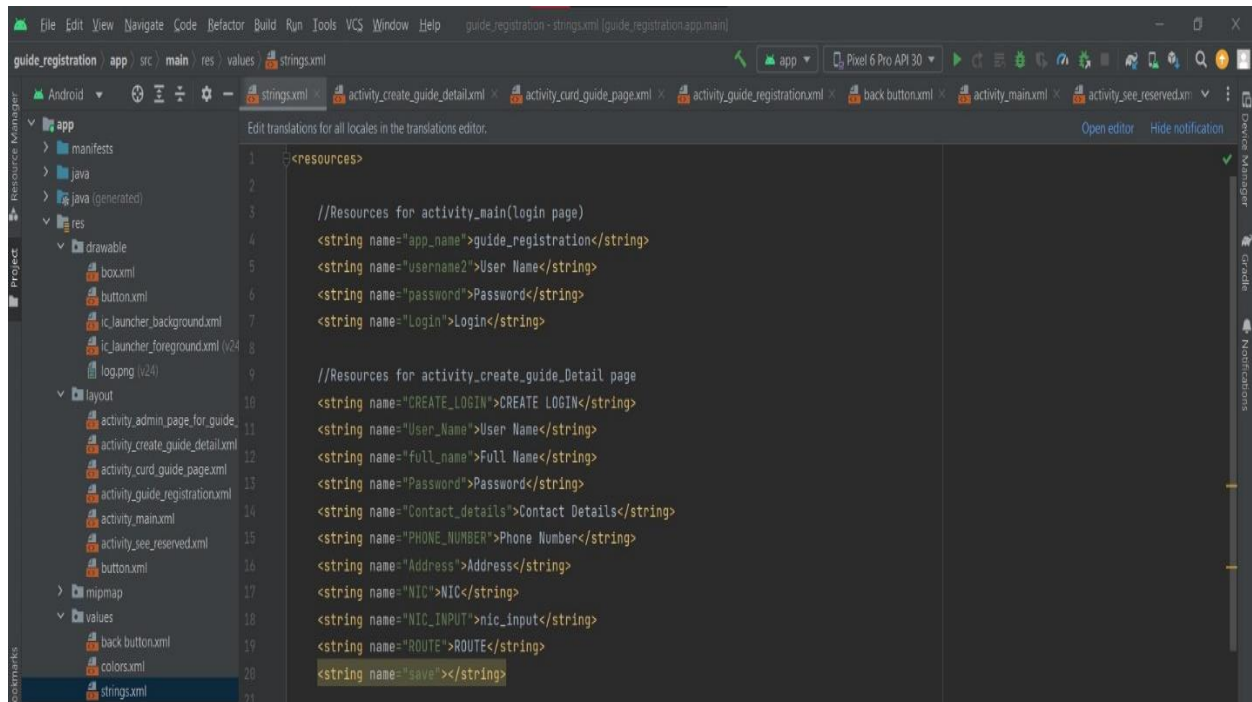 File Edit View Navigate Code Refactor Build Run Tools VCS Window Help guide_registration - strings.xml [guide_registration.app.main]
guide_registration app src main res values strings.xml app Pixel 6 Pro API 30
Android strings.xml activity_create_guide_detail.xml activity_curd_guide_page.xml activity_guide_registration.xml back button.xml activity_main.xml activity_see_reserved.xm
Edit translations for all locales in the translations editor. Open editor Hide notification
Resource Manager
Project
Bookmarks
app
manifests
java
java (generated)
res
drawable
box.xml
button.xml
ic_launcher_background.xml
ic_launcher_foreground.xml (v24
log.png (v24)
layout
activity_admin_page_for_guide_
activity_create_guide_detail.xml
activity_curd_guide_page.xml
activity_guide_registration.xml
activity_main.xml
activity_see_reserved.xml
button.xml
mipmap
values
back button.xml
colors.xml
strings.xml
1 <resources>
2
3 //Resources for activity_main(login page)
4 <string name="app_name">guide_registration</string>
5 <string name="username2">User Name</string>
6 <string name="password">Password</string>
7 <string name="Login">Login</string>
8
9 //Resources for activity_create_guide_Detail page
10 <string name="CREATE_LOGIN">CREATE LOGIN</string>
11 <string name="User_Name">User Name</string>
12 <string name="full_name">Full Name</string>
13 <string name="Password">Password</string>
14 <string name="Contact_details">Contact Details</string>
15 <string name="PHONE_NUMBER">Phone Number</string>
16 <string name="Address">Address</string>
17 <string name="NIC">NIC</string>
18 <string name="NIC_INPUT">nic_input</string>
19 <string name="ROUTE">ROUTE</string>
20 <string name="save"></string>
21
Device Manager
Gradle
Notifications